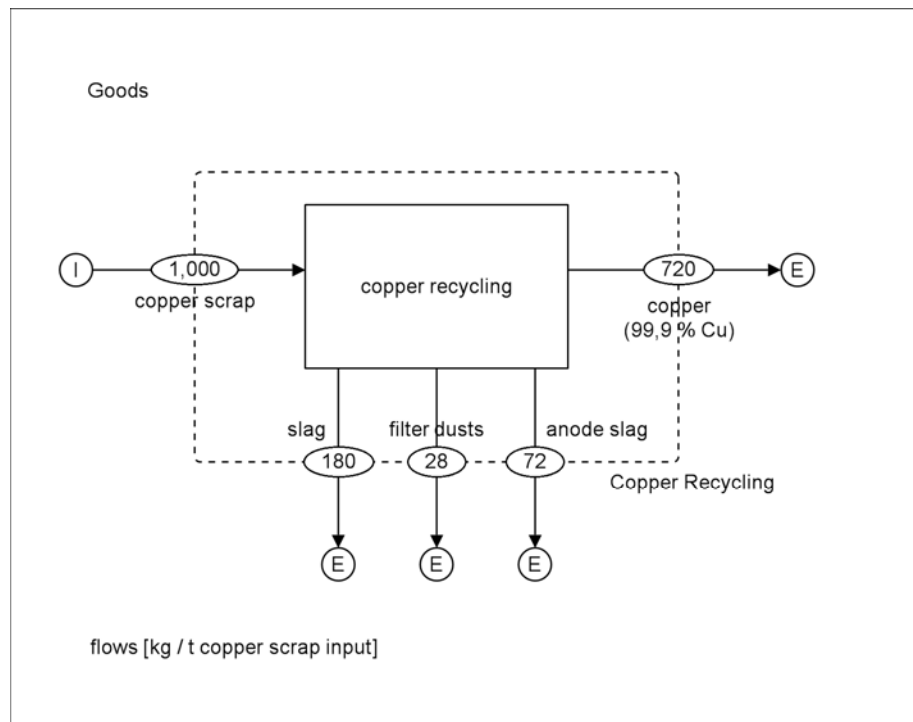 Goods
I
1,000
copper scrap
copper recycling
720
copper
(99,9 % Cu)
E
slag
filter dusts
anode slag
180
28
72
Copper Recycling
E
E
E
flows [kg / t copper scrap input]